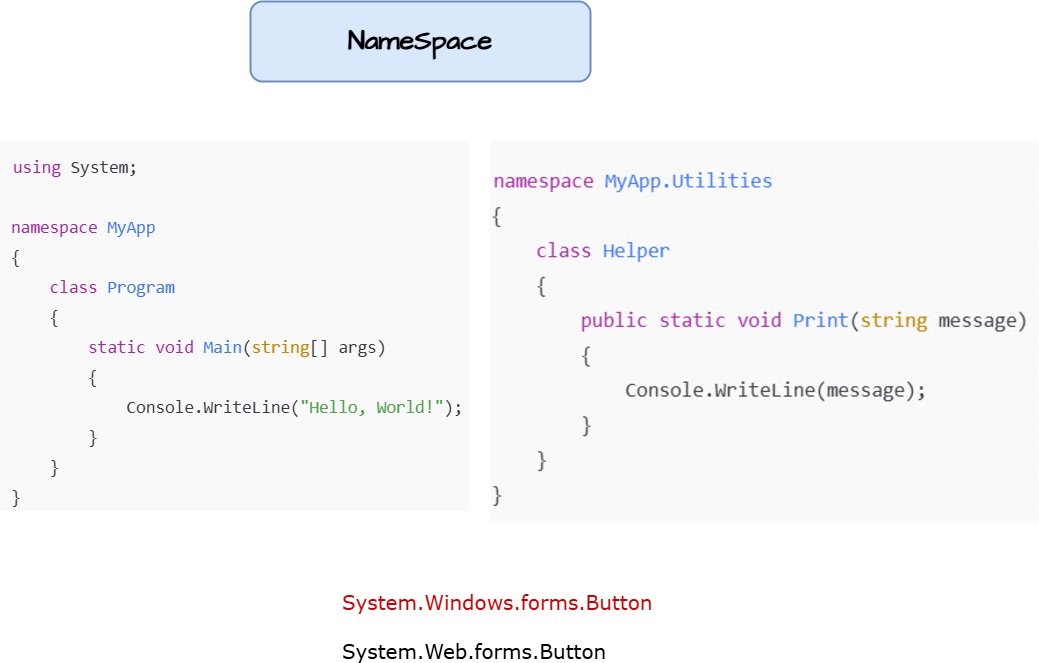 NameSpace
using System;
namespace MyApp
{
    class Program
    {
        static void Main(string[] args)
        {
            Console.WriteLine("Hello, World!");
        }
    }
}
namespace MyApp.Utilities
{
    class Helper
    {
        public static void Print(string message)
        {
            Console.WriteLine(message);
        }
    }
}
System.Windows.forms.Button
System.Web.forms.Button